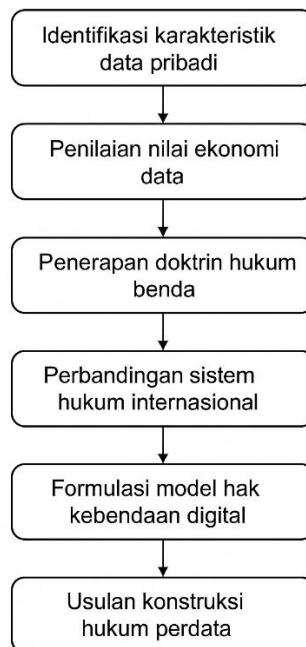 Identifikasi karakteristik
data pribadi
Penilaian nilai ekonomi
data
Penerapan doktrin hukum
benda
Perbandingan sistem
hukum internasional
Formulasi model hak
kebendaan digital
Usulan konstruksi
hukum perdata